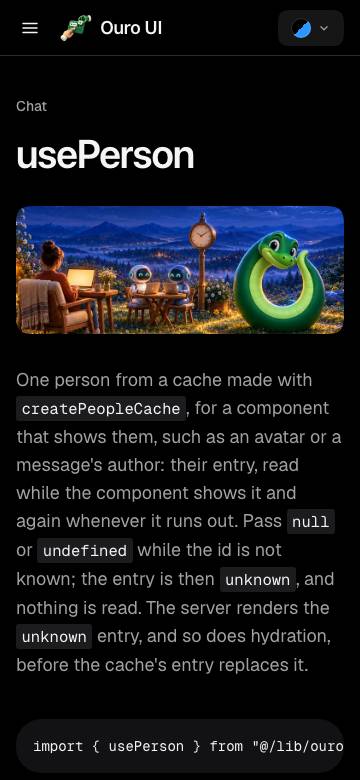 Ouro UI
Chat
usePerson
One person from a cache made with
createPeopleCache, for a component
that shows them, such as an avatar or a
message's author: their entry, read
while the component shows it and
again whenever it runs out. Pass null
or undefined while the id is not
known; the entry is then unknown, and
nothing is read. The server renders the
unknown entry, and so does hydration,
before the cache's entry replaces it.
import { usePerson } from "@/lib/ouro